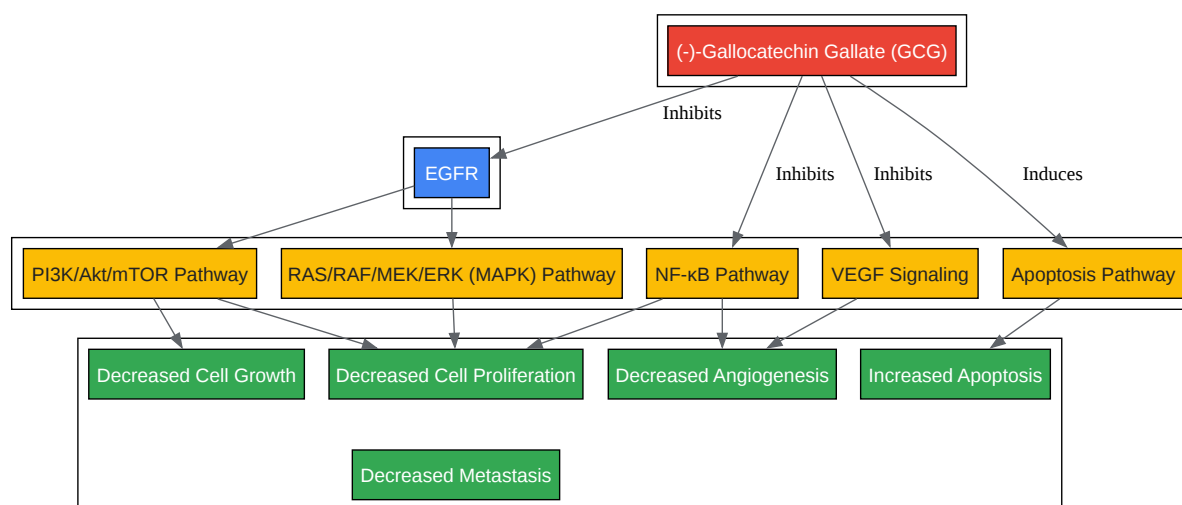 (-)-Gallocatechin Gallate (GCG)
Inhibits
EGFR
Inhibits
Inhibits
Induces
PI3K/Akt/mTOR Pathway
RAS/RAF/MEK/ERK (MAPK) Pathway
NF-κB Pathway
VEGF Signaling
Apoptosis Pathway
Decreased Cell Growth
Decreased Cell Proliferation
Decreased Angiogenesis
Increased Apoptosis
Decreased Metastasis